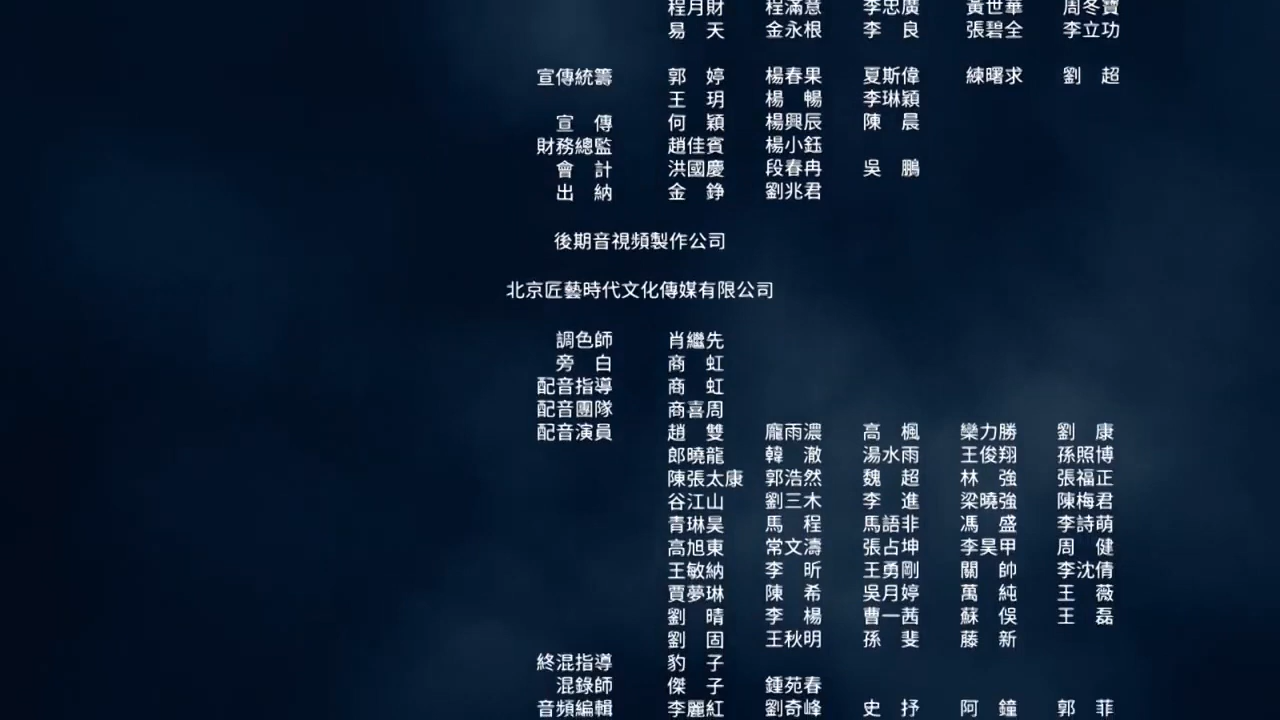 程月財 程滿意 李忠廣 黃世華 周冬寶
易 天 金永根 李 良 張碧全 李立功
宣傳統籌 郭 婷 楊春果 夏斯偉 練曙求 劉 超
王 玥 楊 暢 李琳穎
宣 傳 何 穎 楊興辰 陳 晨
財務總監 趙佳賓 楊小鈺
會 計 洪國慶 段春冉 吳 鵬
出 納 金 錚 劉兆君
後期音視頻製作公司
北京匠藝時代文化傳媒有限公司
調色師 肖繼先
旁 白 商 虹
配音指導 商 虹
配音團隊 商喜周
配音演員 趙 雙 龐雨濃 高 楓 欒力勝 劉 康
郎曉龍 韓 澈 湯水雨 王俊翔 孫照博
陳張太康 郭浩然 魏 超 林 強 張福正
谷江山 劉三木 李 進 梁曉強 陳梅君
青琳昊 馬 程 馬語非 馮 盛 李詩萌
高旭東 常文濤 張占坤 李昊甲 周 健
王敏納 李 昕 王勇剛 關 帥 李沈倩
賈夢琳 陳 希 吳月婷 萬 純 王 薇
劉 晴 李 楊 曹一茜 蘇 俁 王 磊
劉 固 王秋明 孫 斐 藤 新
終混指導 豹 子
混錄師 傑 子 鍾苑春
音頻編輯 李麗紅 劉奇峰 史 抒 阿 鐘 郭 菲